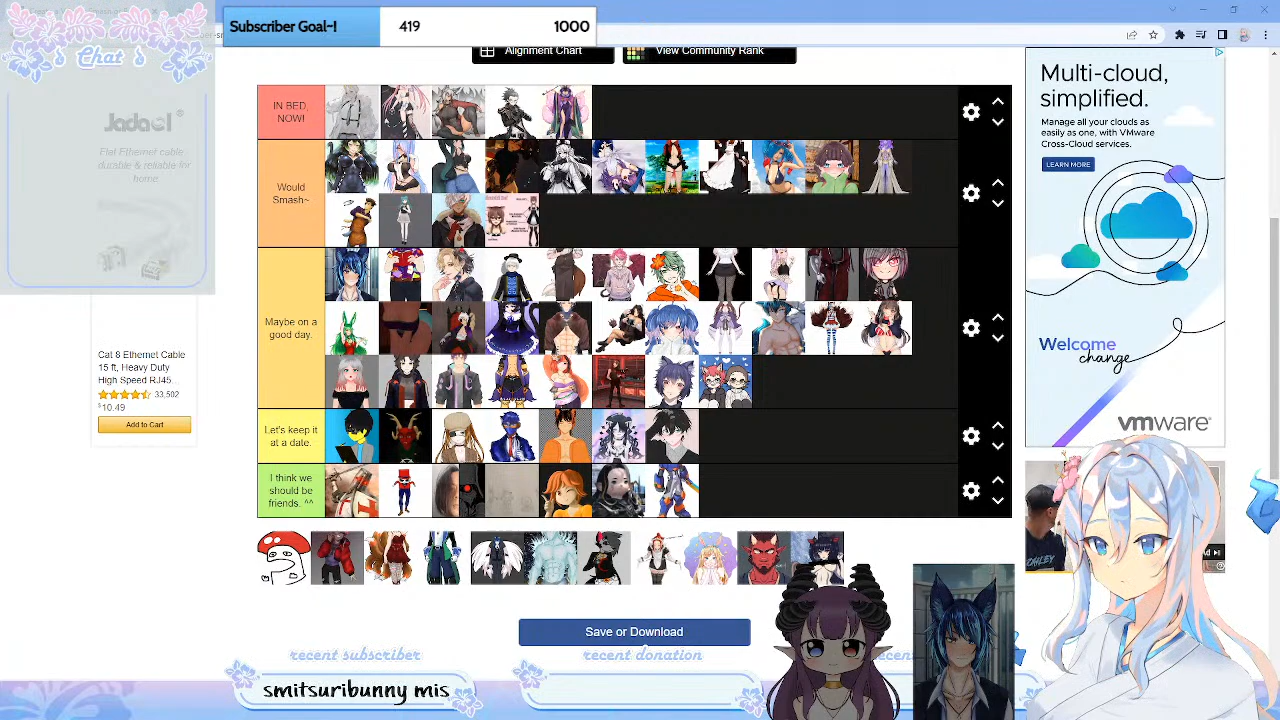 Subscriber Goal~!
419
1000
Chat
Jadaol®
Flat Ethernet cable,
durable & reliable for
home
Cat 8 Ethernet Cable
15 ft, Heavy Duty
High Speed RJ45...
33,502
$10.49
Add to Cart
Alignment Chart
View Community Rank
IN BED,
NOW!
Would
Smash~
Maybe on a
good day.
Let's keep it
at a date.
I think we
should be
friends. ^^
Save or Download
Multi-cloud,
simplified.
Manage all your clouds as
easily as one, with VMware
Cross-Cloud services.
LEARN MORE
Welcome
change
vmware®
recent subscriber
smitsuribunny mis
recent donation
recent